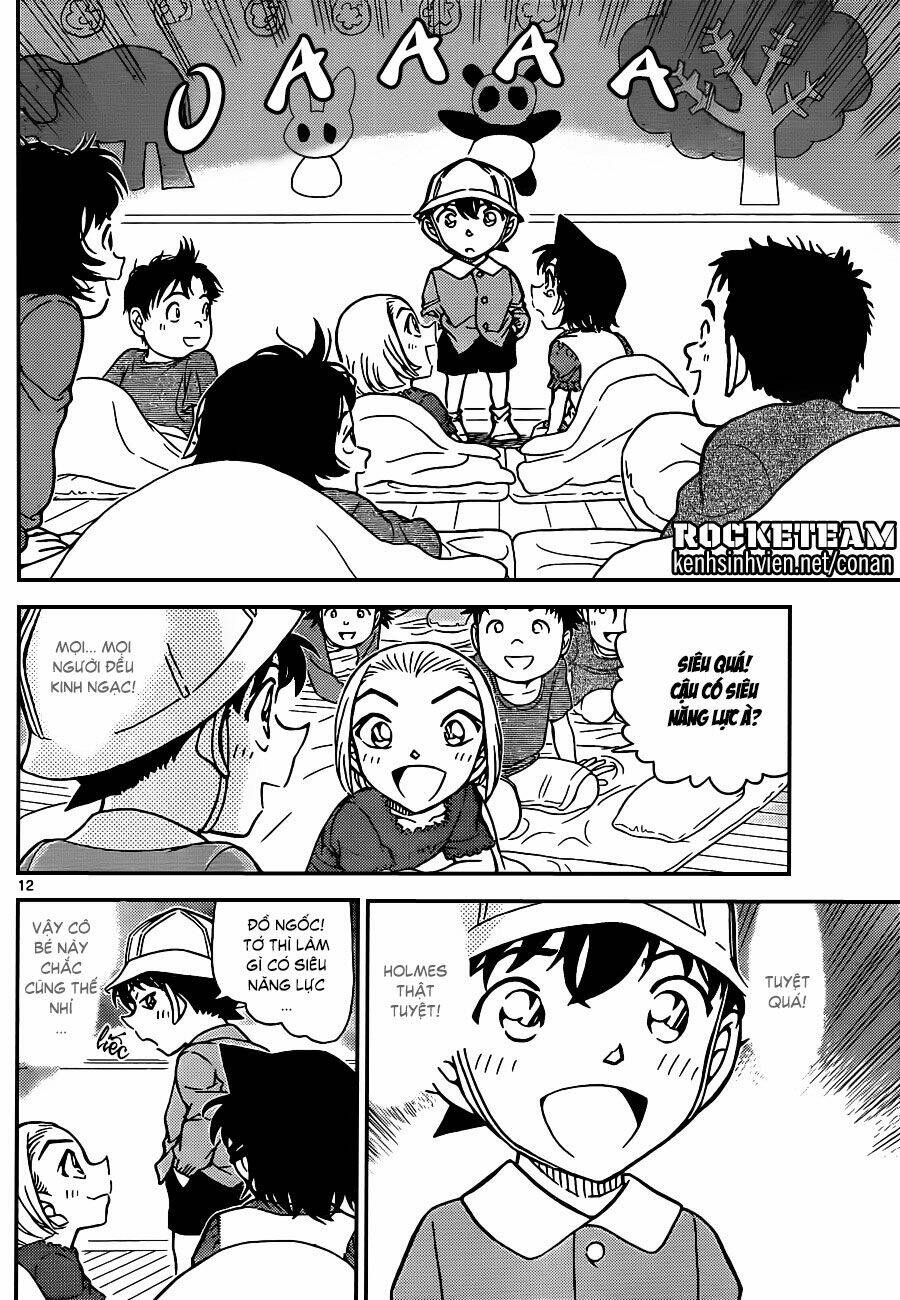 OAAAA
ROCKETEAM
kenhsinhvien.net/conan
MỌI... MỌI
NGƯỜI ĐỀU
KINH NGẠC!
SIÊU QUÁ!
CẬU CÓ SIÊU
NĂNG LỰC À?
12
VẬY CÔ
BÉ NÀY
CHẮC
CŨNG THẾ
NHỈ
...
ĐỒ NGỐC!
TỚ THÌ LÀM
GÌ CÓ SIÊU
NĂNG LỰC
...
liếc
TUYỆT
QUÁ!
HOLMES
THẬT
TUYỆT!